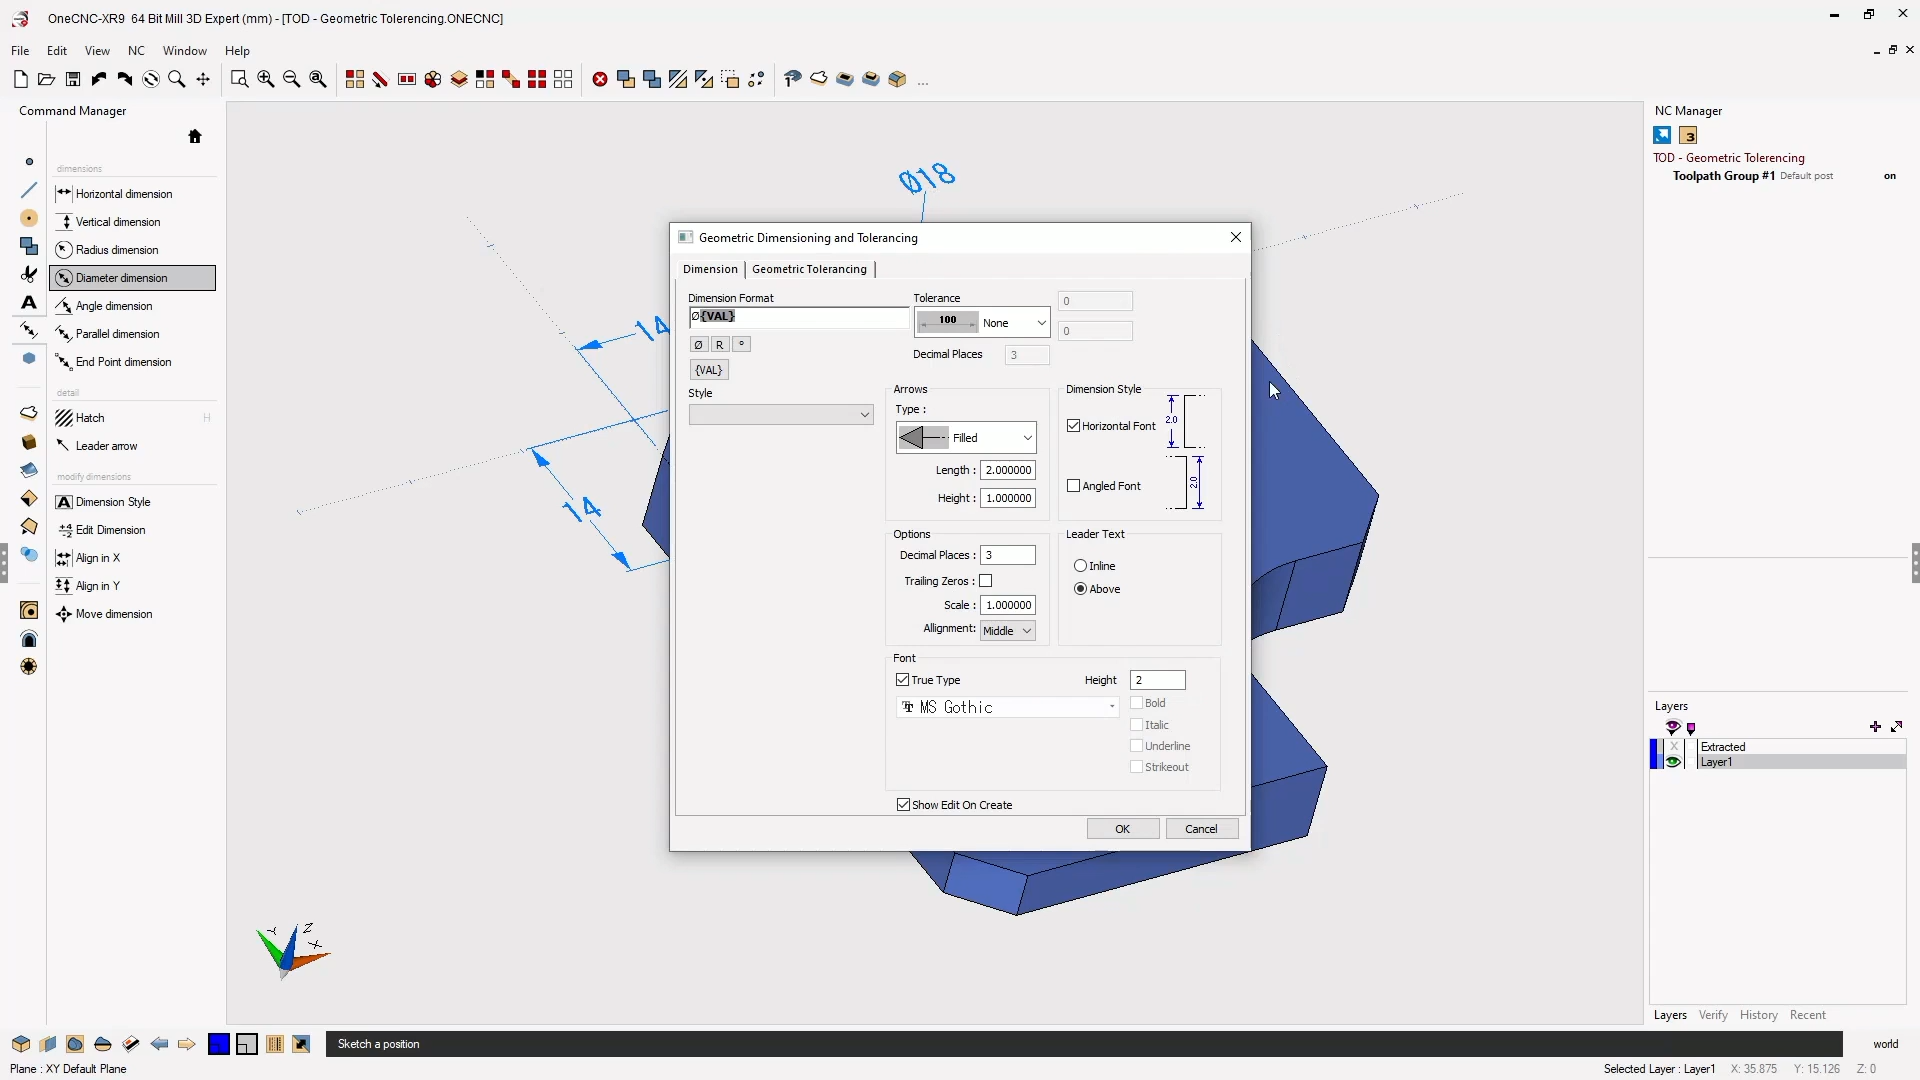 OneCNC-XR9 64 Bit Mill 3D Expert (mm) - [TOD - Geometric Tolerencing.ONECNC]
File Edit View NC Window Help
Command Manager
dimensions
Horizontal dimension
Vertical dimension
Radius dimension
Diameter dimension
Angle dimension
Parallel dimension
End Point dimension
detail
Hatch H
Leader arrow
modify dimensions
Dimension Style
Edit Dimension
Align in X
Align in Y
Move dimension
Ø18
14
14
Z
Y
X
Geometric Dimensioning and Tolerancing
Dimension Geometric Tolerancing
Dimension Format
Ø{VAL}
Ø R °
{VAL}
Style
Tolerance
100 None
0
0
Decimal Places 3
Arrows
Type :
Filled
Length : 2.000000
Height : 1.000000
Dimension Style
Horizontal Font 2.0
Angled Font 2.0
Options
Decimal Places : 3
Trailing Zeros :
Scale : 1.000000
Allignment: Middle
Leader Text
Inline
Above
Font
True Type Height 2
MS Gothic
Bold
Italic
Underline
Strikeout
Show Edit On Create
OK Cancel
NC Manager
3
TOD - Geometric Tolerencing
Toolpath Group #1 Default post on
Layers
X Extracted
Layer1
Layers Verify History Recent
Sketch a position
world
Plane : XY Default Plane
Selected Layer : Layer1 X: 35.875 Y: 15.126 Z: 0